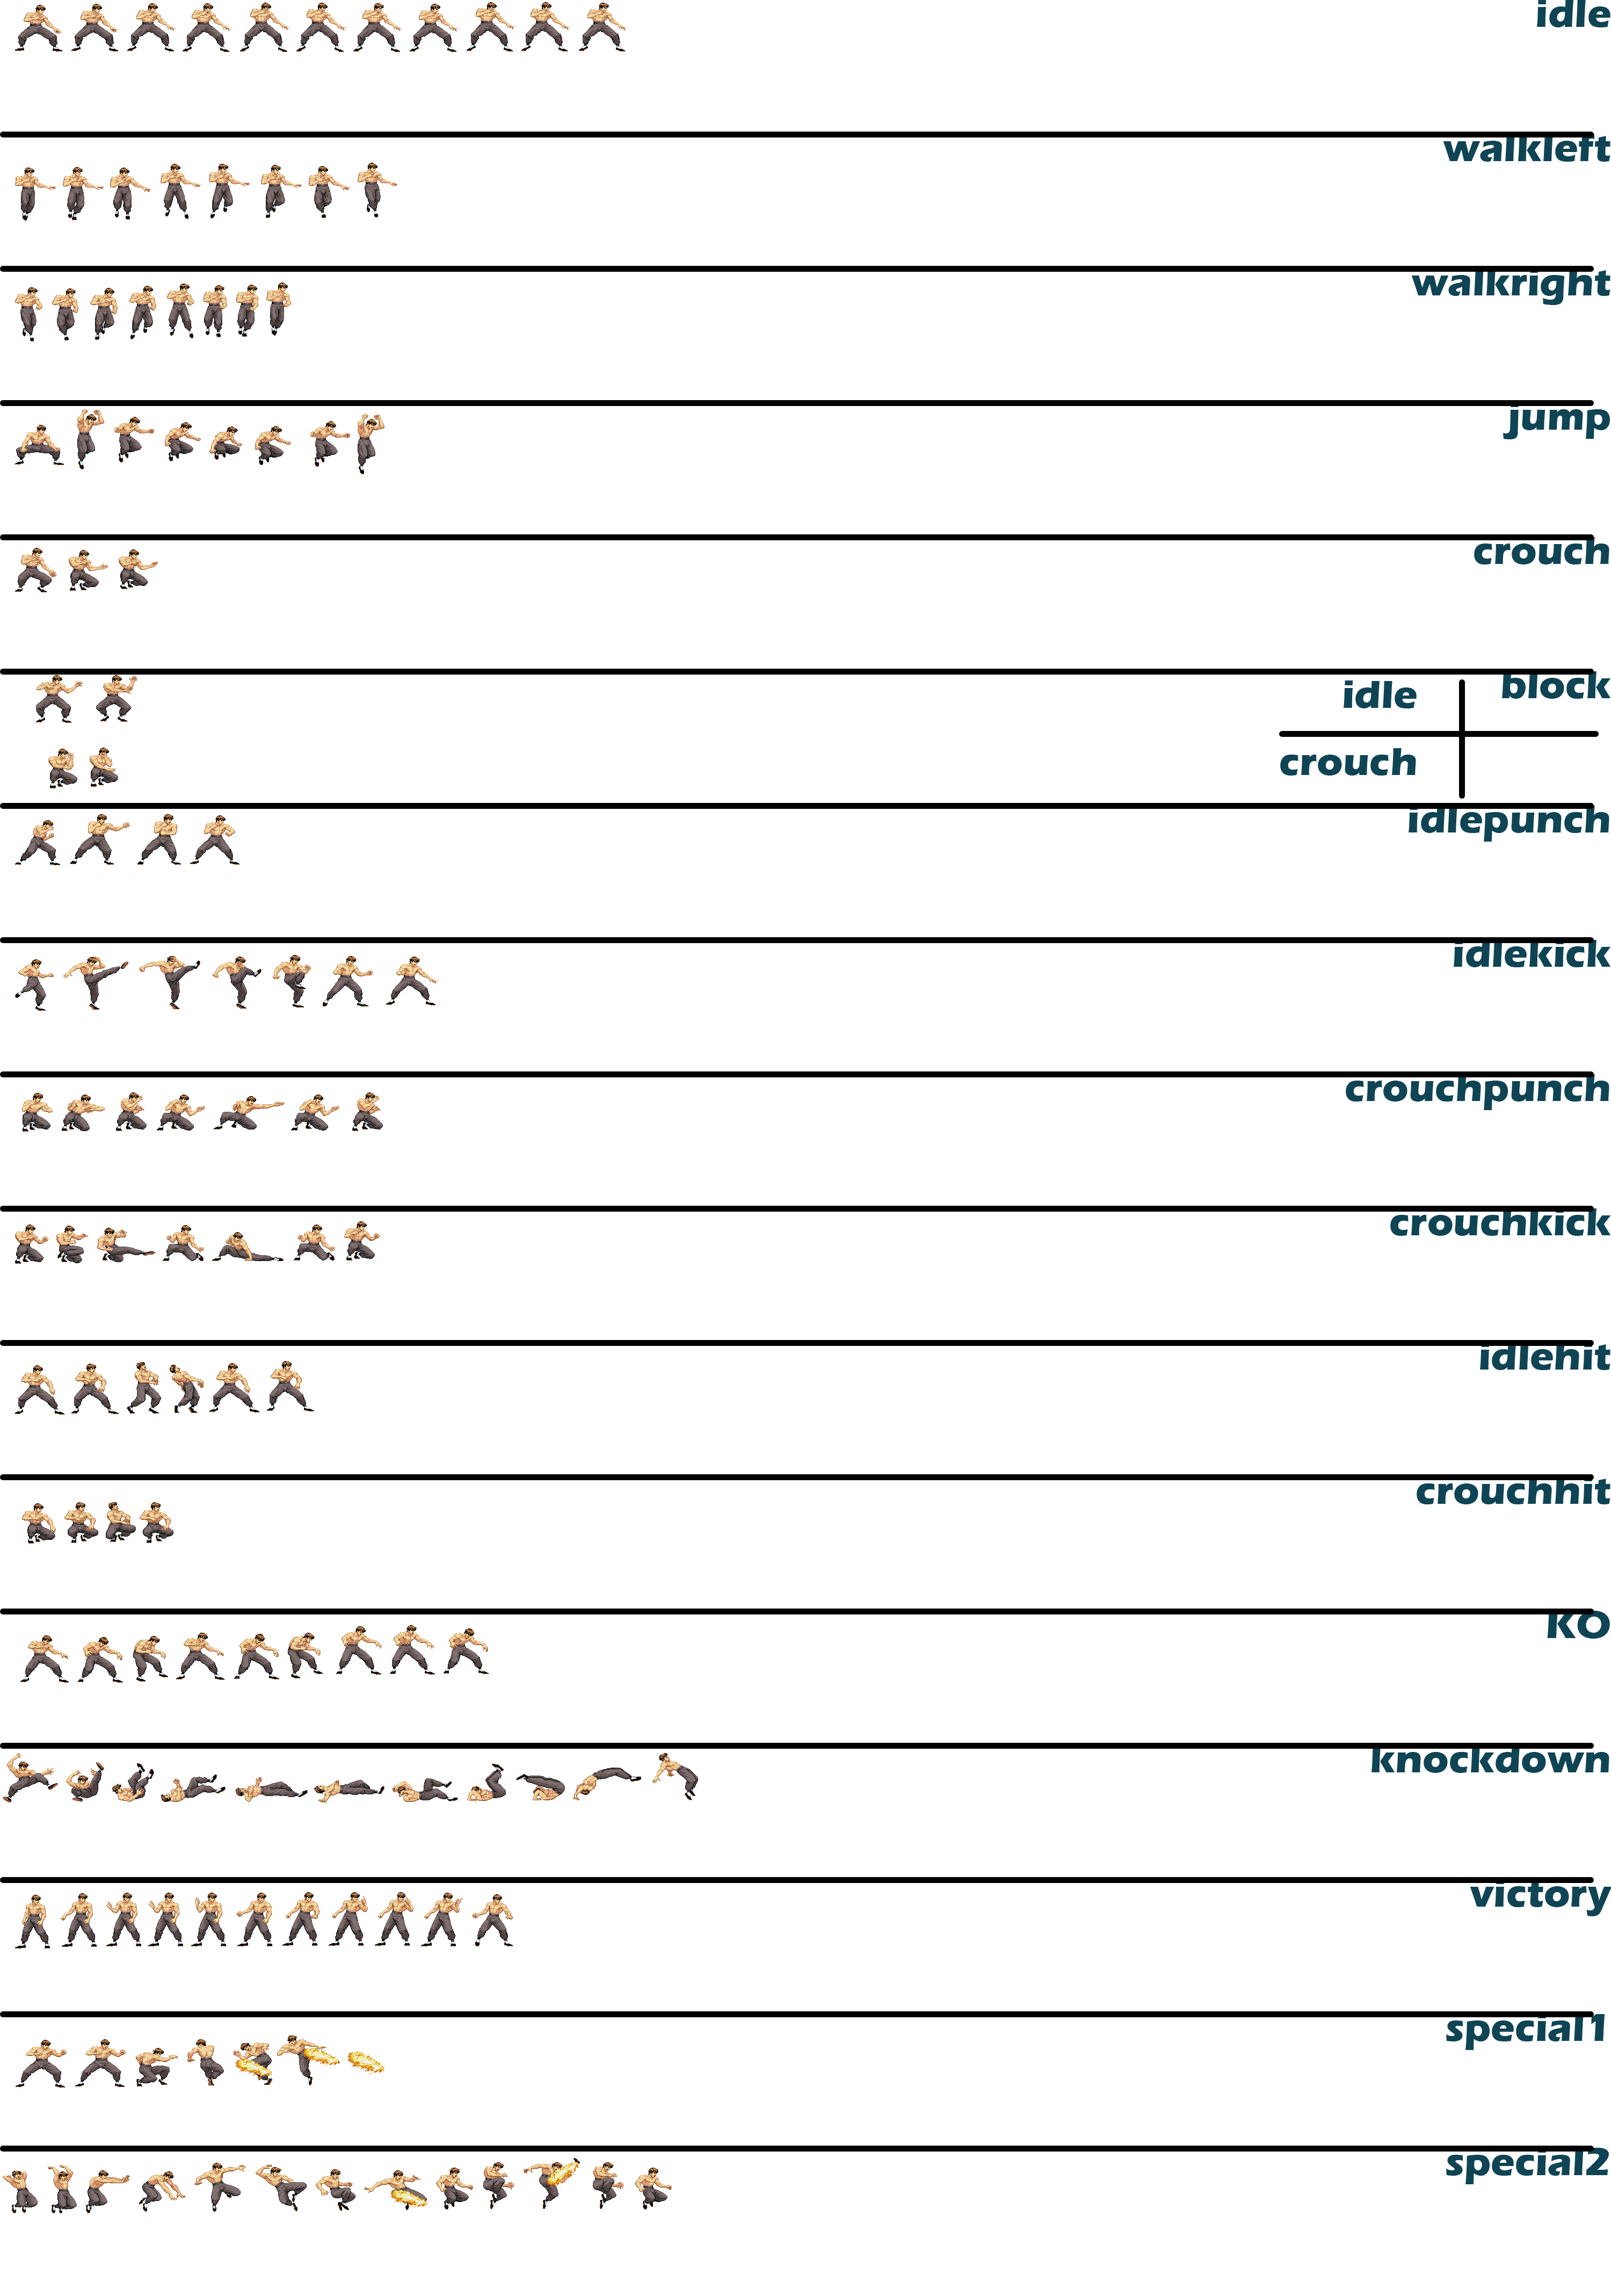 idle
walkleft
walkright
jump
crouch
block
idle
crouch
idlepunch
idlekick
crouchpunch
crouchkick
idlehit
crouchhit
KO
knockdown
victory
special1
special2